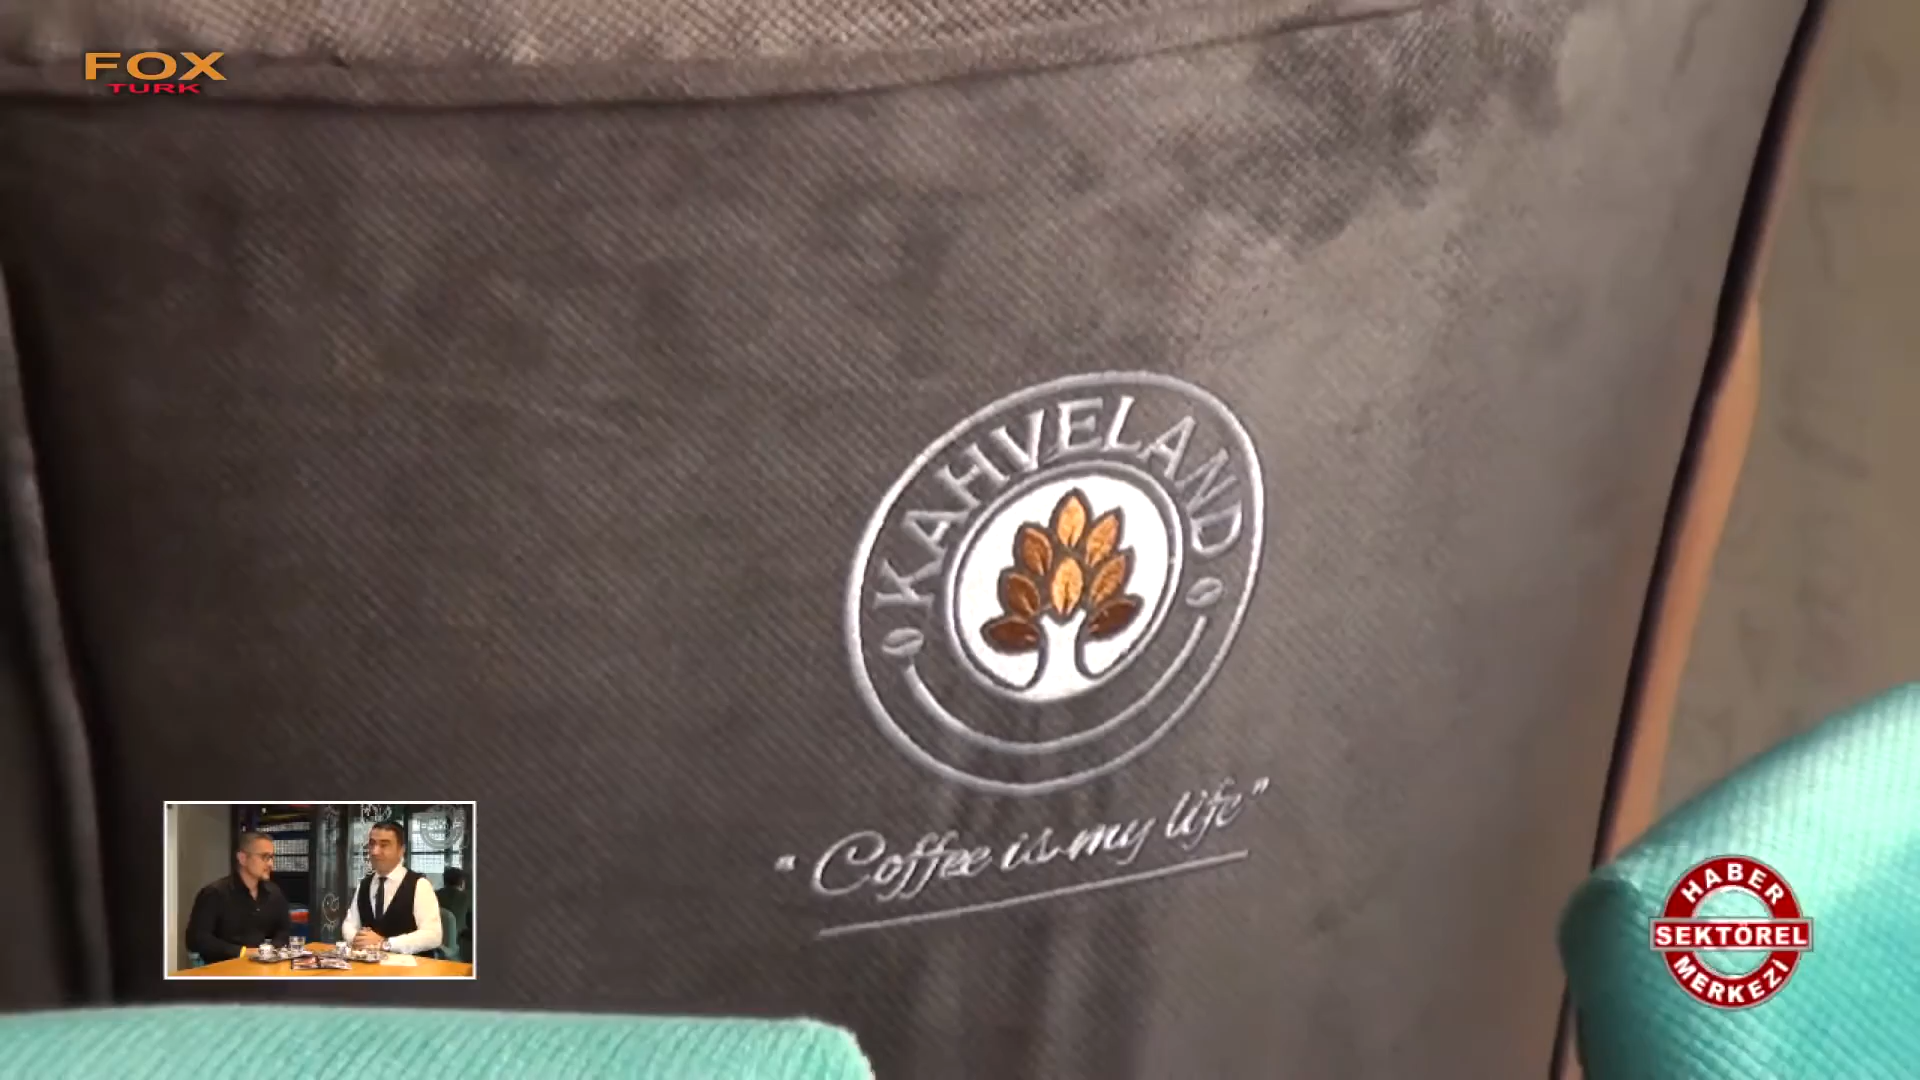 FOX
TURK
KAHVELAND
"Coffee is my life"
HABER
SEKTÖREL
MERKEZİ